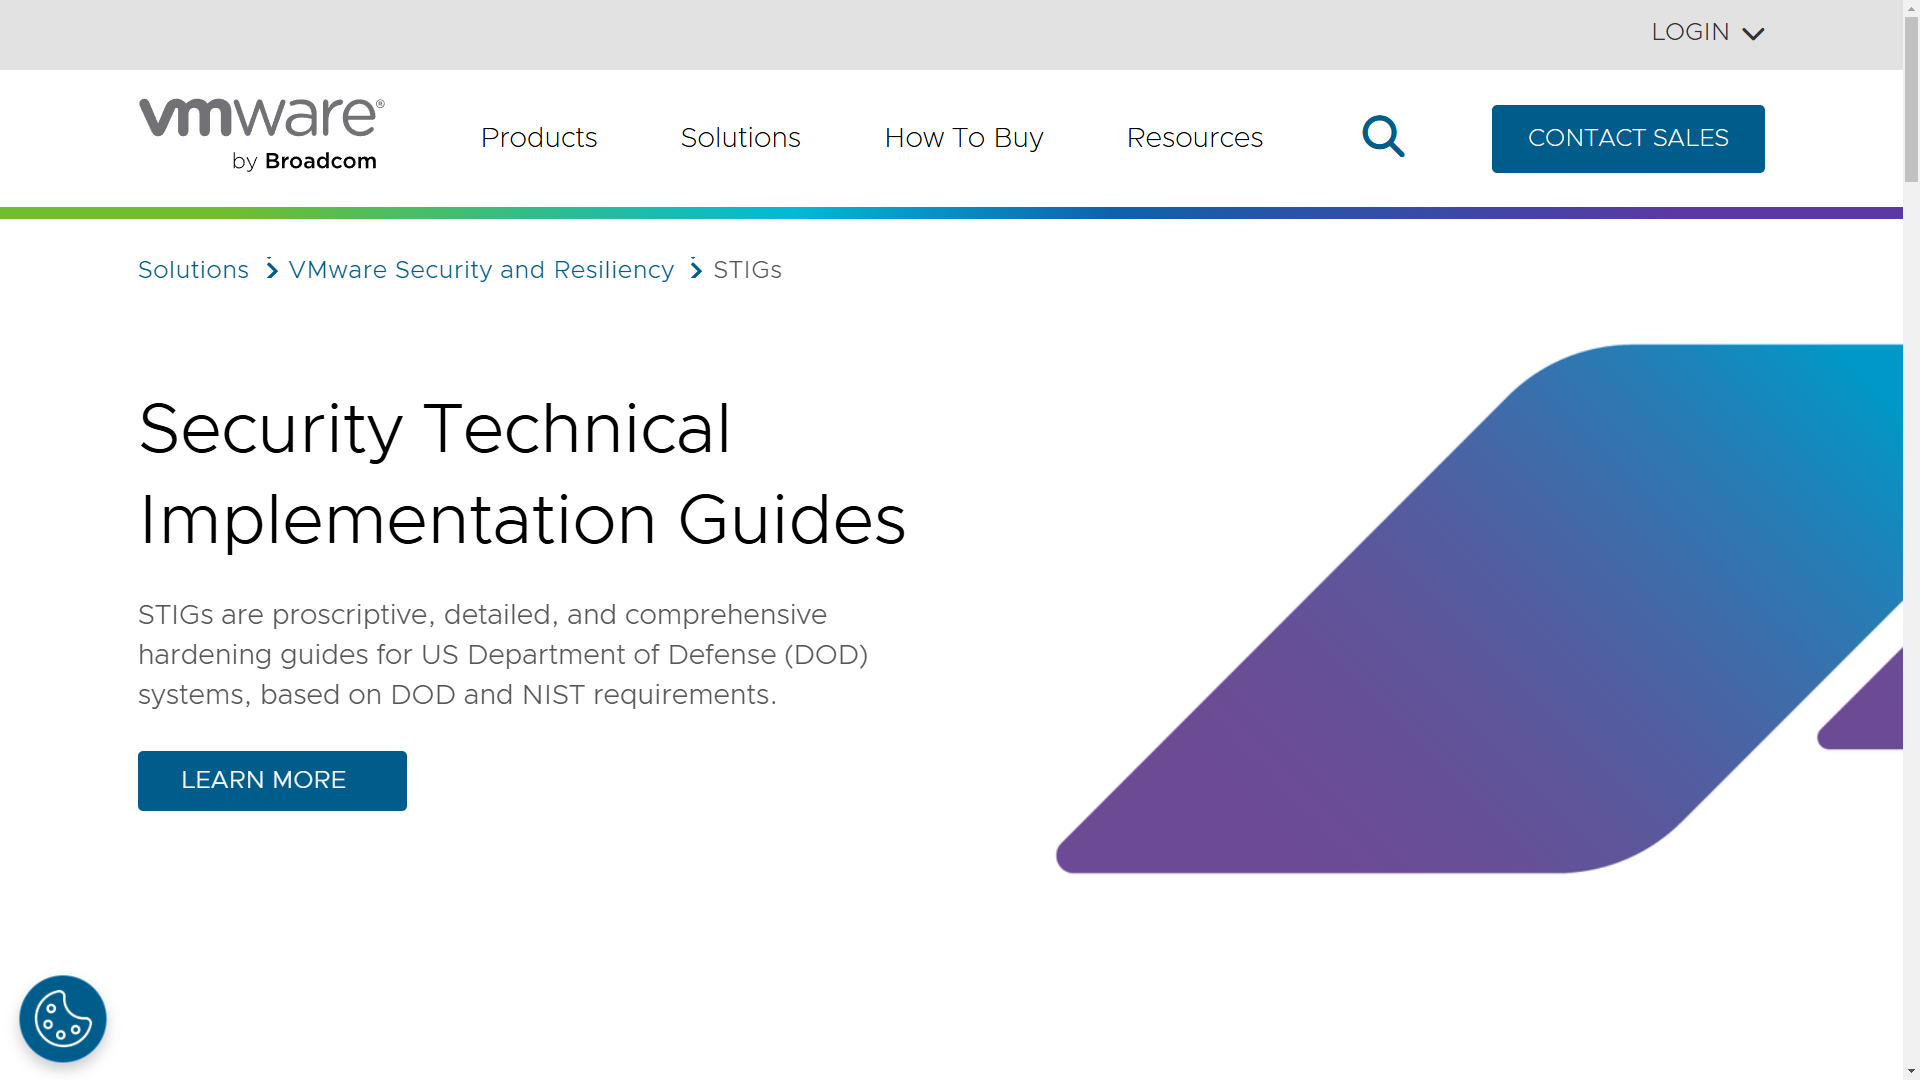 LOGIN
vmware®
by Broadcom
Products
Solutions
How To Buy
Resources
CONTACT SALES
Solutions
VMware Security and Resiliency
STIGs
Security Technical
Implementation Guides
STIGs are proscriptive, detailed, and comprehensive
hardening guides for US Department of Defense (DOD)
systems, based on DOD and NIST requirements.
LEARN MORE